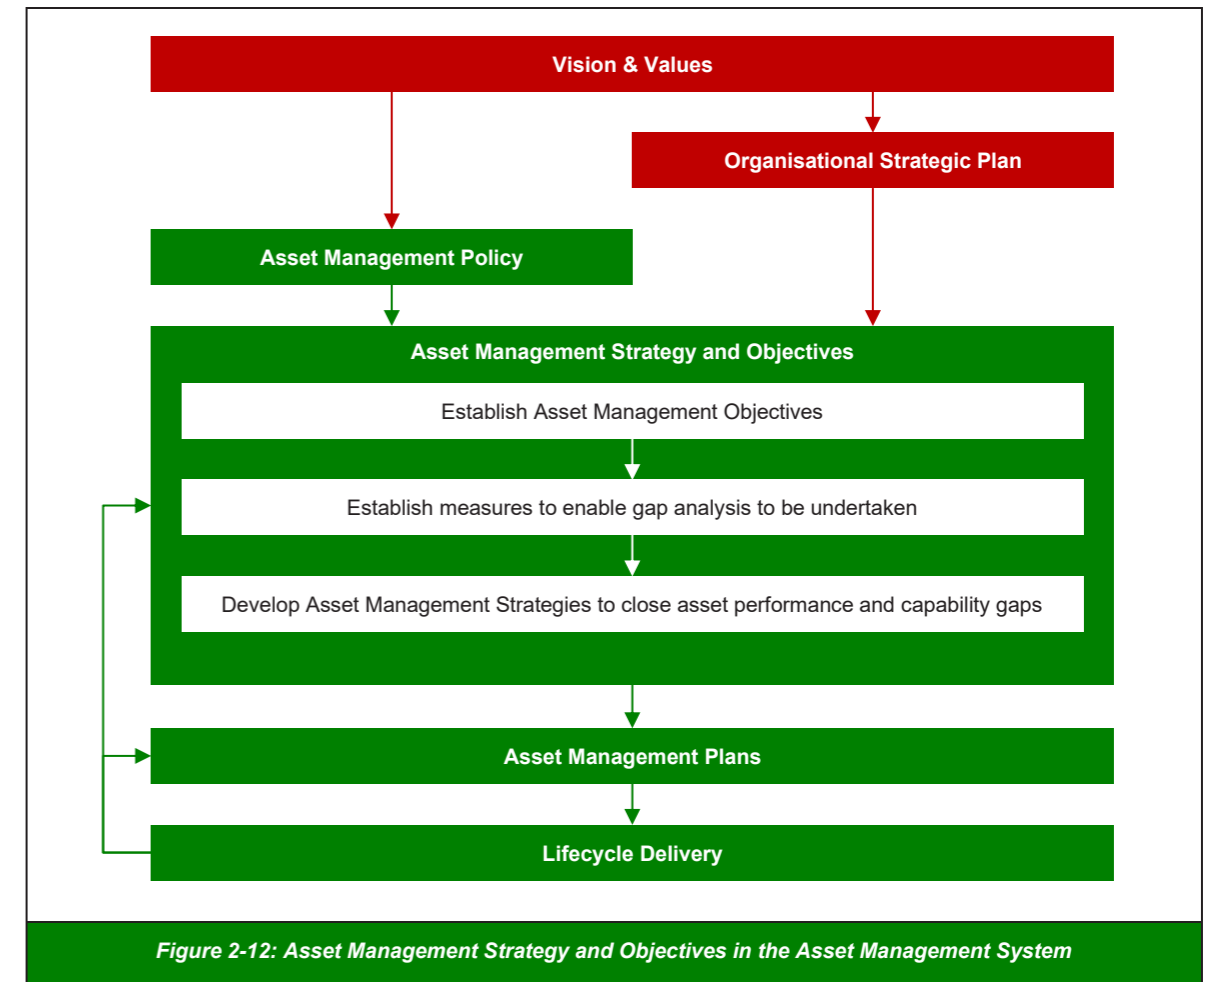 Vision & Values
Organisational Strategic Plan
Asset Management Policy
Asset Management Strategy and Objectives
Establish Asset Management Objectives
Establish measures to enable gap analysis to be undertaken
Develop Asset Management Strategies to close asset performance and capability gaps
Asset Management Plans
Lifecycle Delivery
Figure 2-12: Asset Management Strategy and Objectives in the Asset Management System